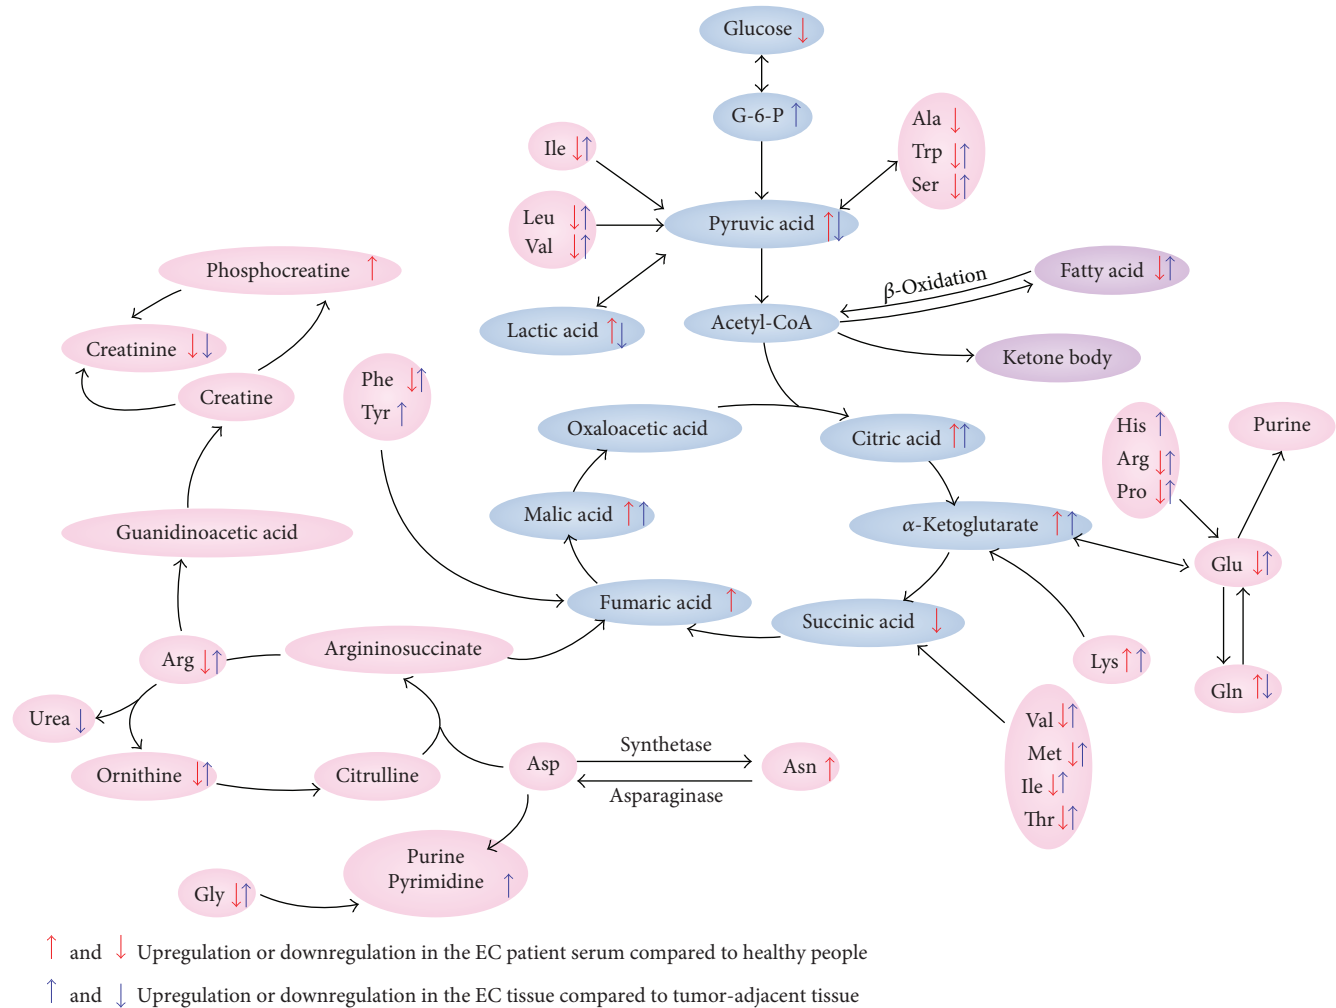 Glucose ↓
G-6-P ↑
Ile ↓↑
Ala ↓
Trp ↓↑
Ser ↓↑
Leu ↓↑
Val ↓↑
Pyruvic acid ↑↓
Phosphocreatine ↑
β-Oxidation
Fatty acid ↓↑
Creatinine ↓↓
Lactic acid ↑↓
Acetyl-CoA
Ketone body
Creatine
Phe ↓↑
Tyr ↑
Oxaloacetic acid
Citric acid ↑↑
His ↑
Arg ↓↑
Pro ↓↑
Purine
Guanidinoacetic acid
Malic acid ↑↑
α-Ketoglutarate ↑↑
Glu ↓↑
Fumaric acid ↑
Succinic acid ↓
Arg ↓↑
Argininosuccinate
Lys ↑↑
Gln ↑↓
Urea ↓
Val ↓↑
Met ↓↑
Ile ↓↑
Thr ↓↑
Ornithine ↓↑
Citrulline
Asp
Synthetase
Asparaginase
Asn ↑
Purine
Pyrimidine ↑
Gly ↓↑
↑ and ↓ Upregulation or downregulation in the EC patient serum compared to healthy people
↑ and ↓ Upregulation or downregulation in the EC tissue compared to tumor-adjacent tissue